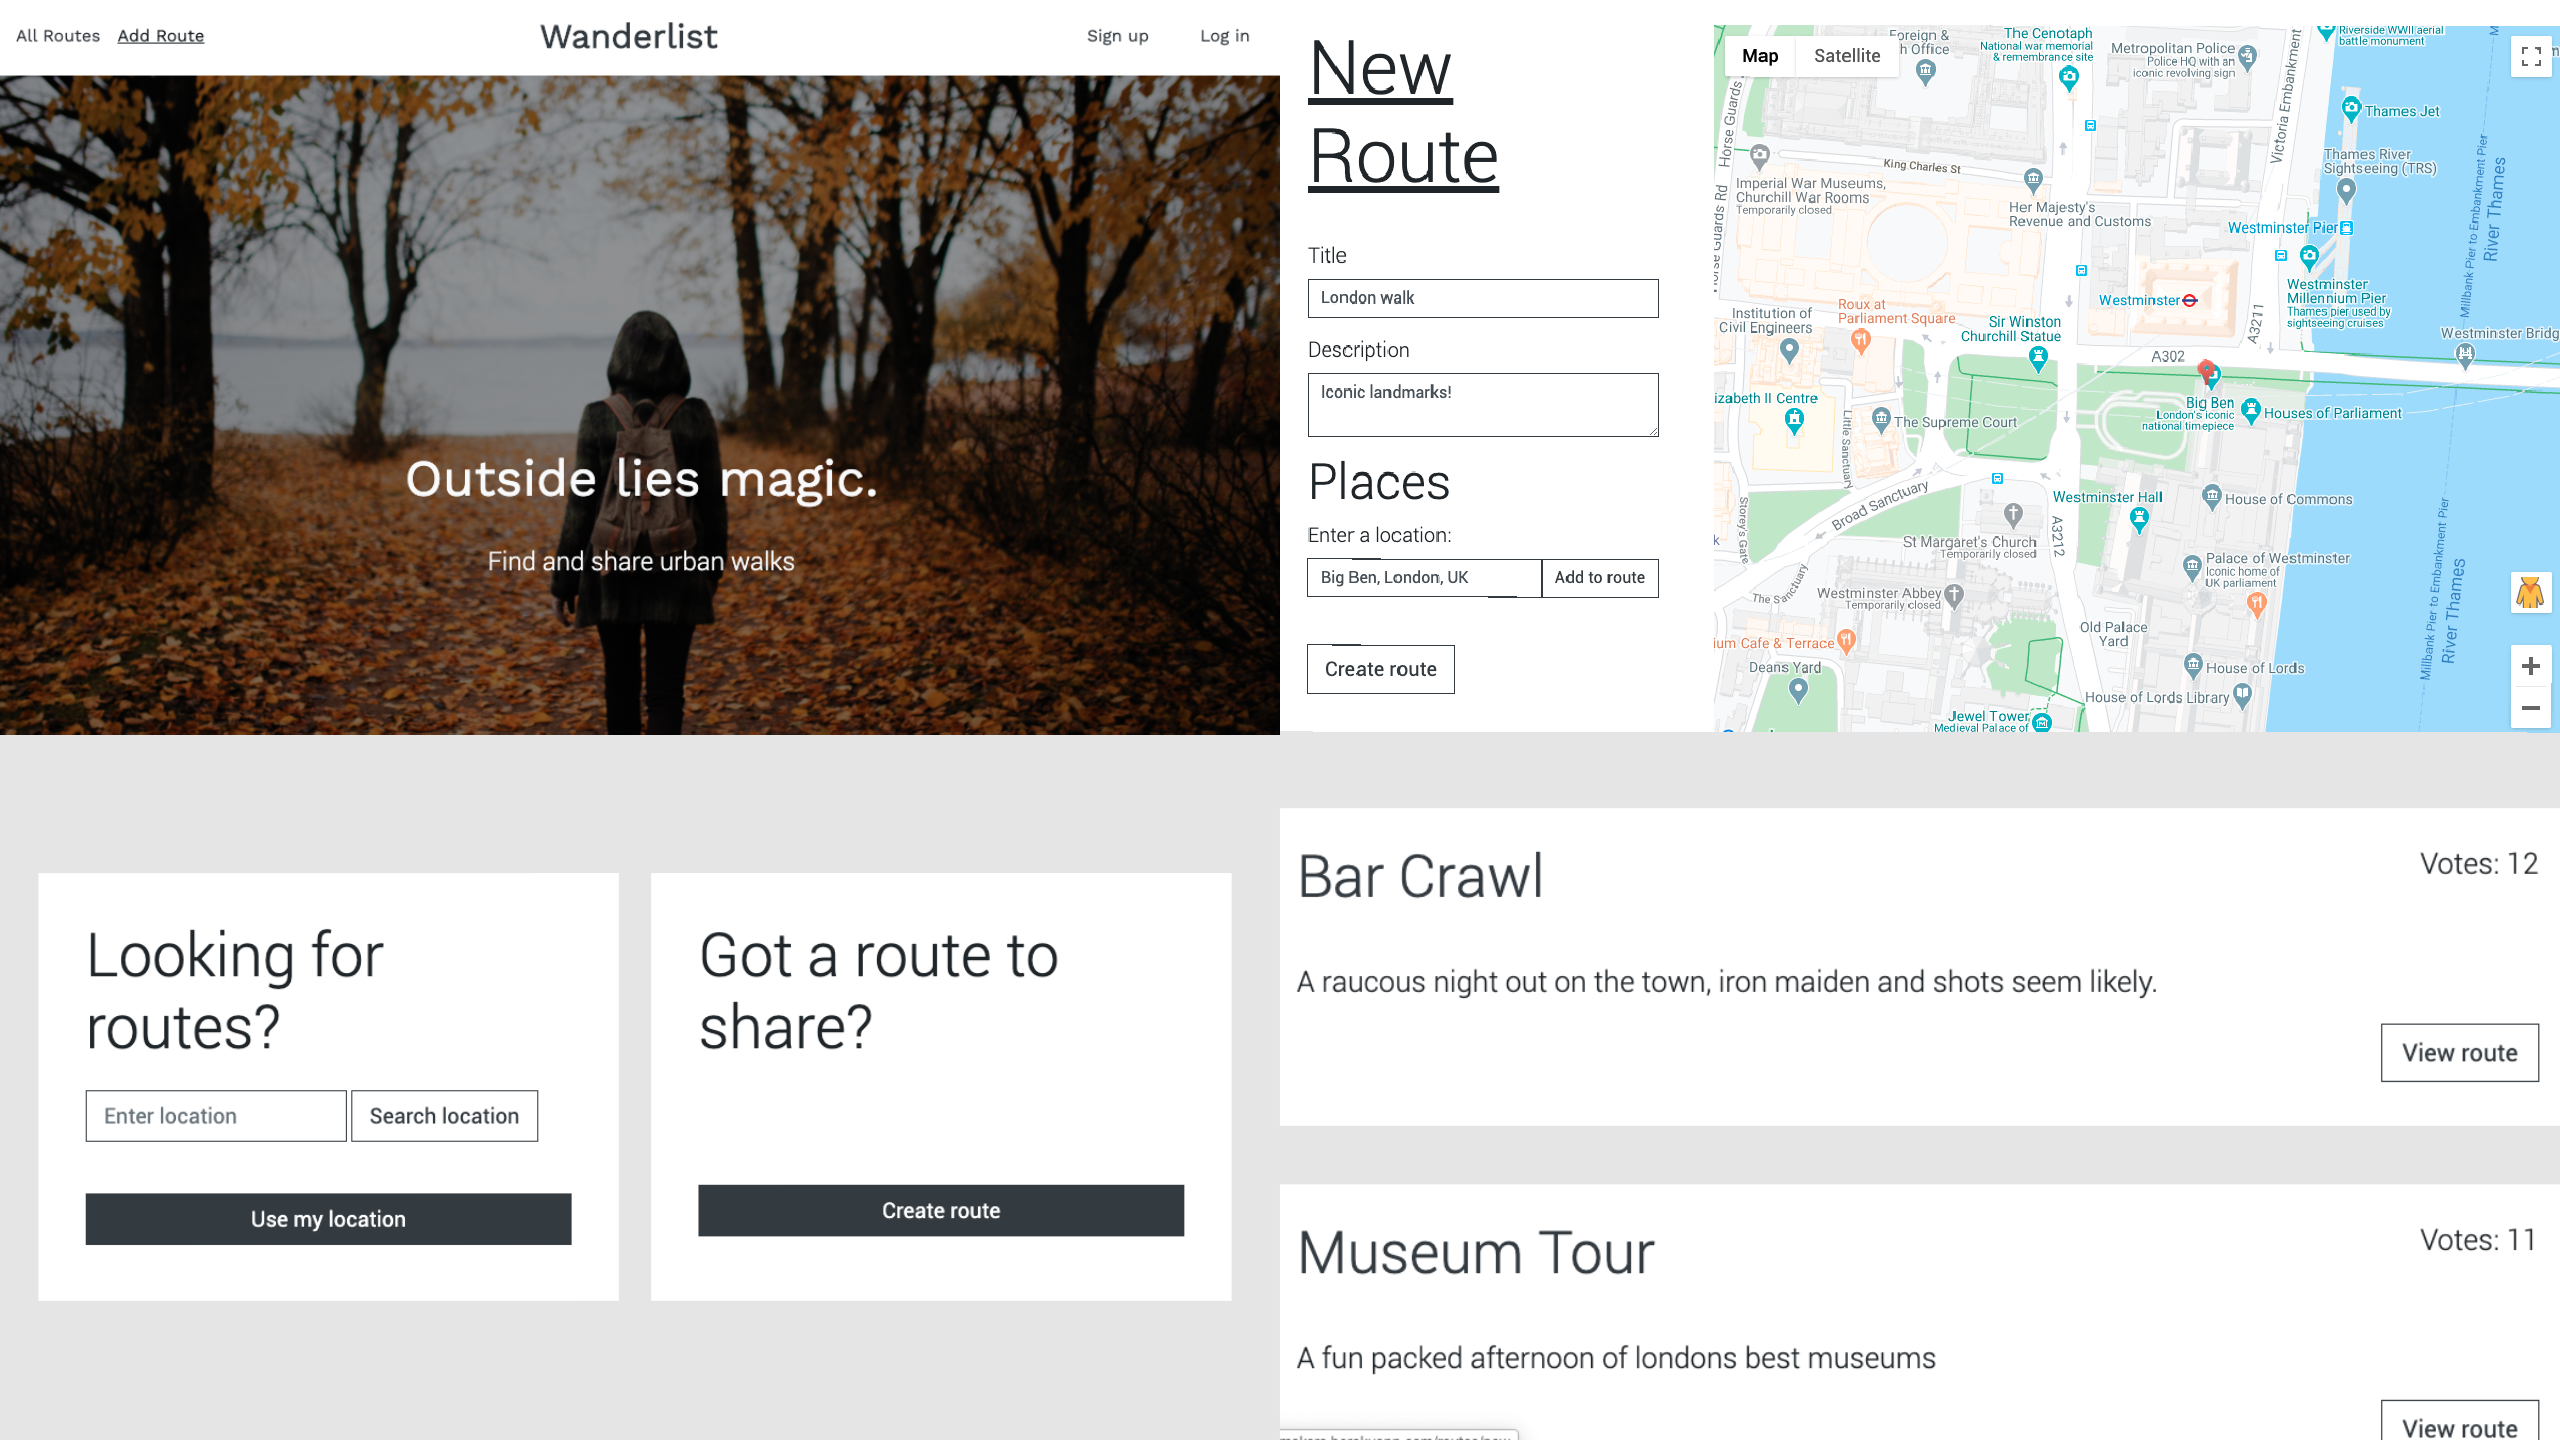 All Routes Add Route
Wanderlist
Sign up Log in
Outside lies magic.
Find and share urban walks
New
Route
Title
London walk
Description
Iconic landmarks!
Places
Enter a location:
Big Ben, London, UK
Add to route
Create route
Map Satellite
Foreign &
h Office
The Cenotaph
National war memorial
& remembrance site
Metropolitan Police
Police HQ with an
iconic revolving sign
Riverside WWII aerial
battle monument
Victoria Embankment
Thames Jet
Horse Guards Rd
King Charles St
Imperial War Museums,
Churchill War Rooms
Temporarily closed
Her Majesty's
Revenue and Customs
Thames River
Sightseeing (TRS)
Millbank Pier to Embankment Pier
River Thames
Westminster Pier
Westminster
Westminster
Millennium Pier
Thames pier used by
sightseeing cruises
A3211
Westminster Bridg
Institution of
Civil Engineers
Roux at
Parliament Square
Sir Winston
Churchill Statue
A302
izabeth II Centre
Little Sanctuary
The Supreme Court
Big Ben
London's iconic
national timepiece
Houses of Parliament
Storeys Gate
Broad Sanctuary
Westminster Hall
House of Commons
A3212
St Margaret's Church
Temporarily closed
Palace of Westminster
Iconic home of
UK parliament
The Sanctuary
Westminster Abbey
Temporarily closed
Millbank Pier to Embankment Pier
River Thames
ium Cafe & Terrace
Deans Yard
Old Palace
Yard
House of Lords
House of Lords Library
Jewel Tower
Medieval Palace of
Looking for
routes?
Enter location
Search location
Use my location
Got a route to
share?
Create route
Bar Crawl
Votes: 12
A raucous night out on the town, iron maiden and shots seem likely.
View route
Museum Tour
Votes: 11
A fun packed afternoon of londons best museums
View route